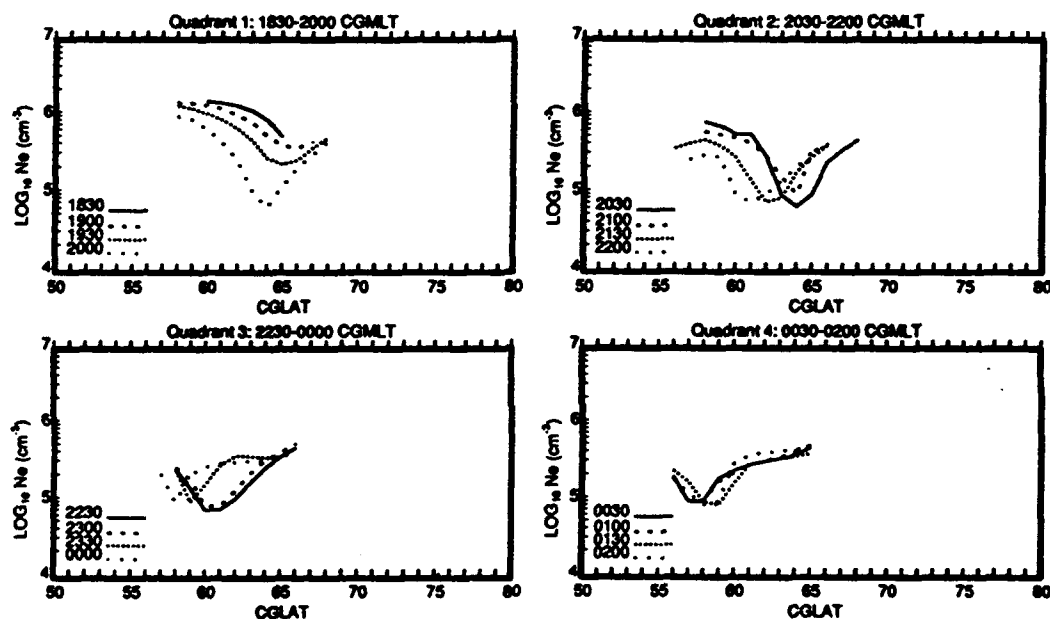 Quadrant 1: 1830-2000 CGMLT
Quadrant 2: 2030-2200 CGMLT
LOG₁₀ Ne (cm⁻³)
7
6
5
4
1830
1900
1930
2000
50 55 60 65 70 75 80
CGLAT
LOG₁₀ Ne (cm⁻³)
7
6
5
4
2030
2100
2130
2200
50 55 60 65 70 75 80
CGLAT
Quadrant 3: 2230-0000 CGMLT
Quadrant 4: 0030-0200 CGMLT
LOG₁₀ Ne (cm⁻³)
7
6
5
4
2230
2300
2330
0000
50 55 60 65 70 75 80
CGLAT
LOG₁₀ Ne (cm⁻³)
7
6
5
4
0030
0100
0130
0200
50 55 60 65 70 75 80
CGLAT